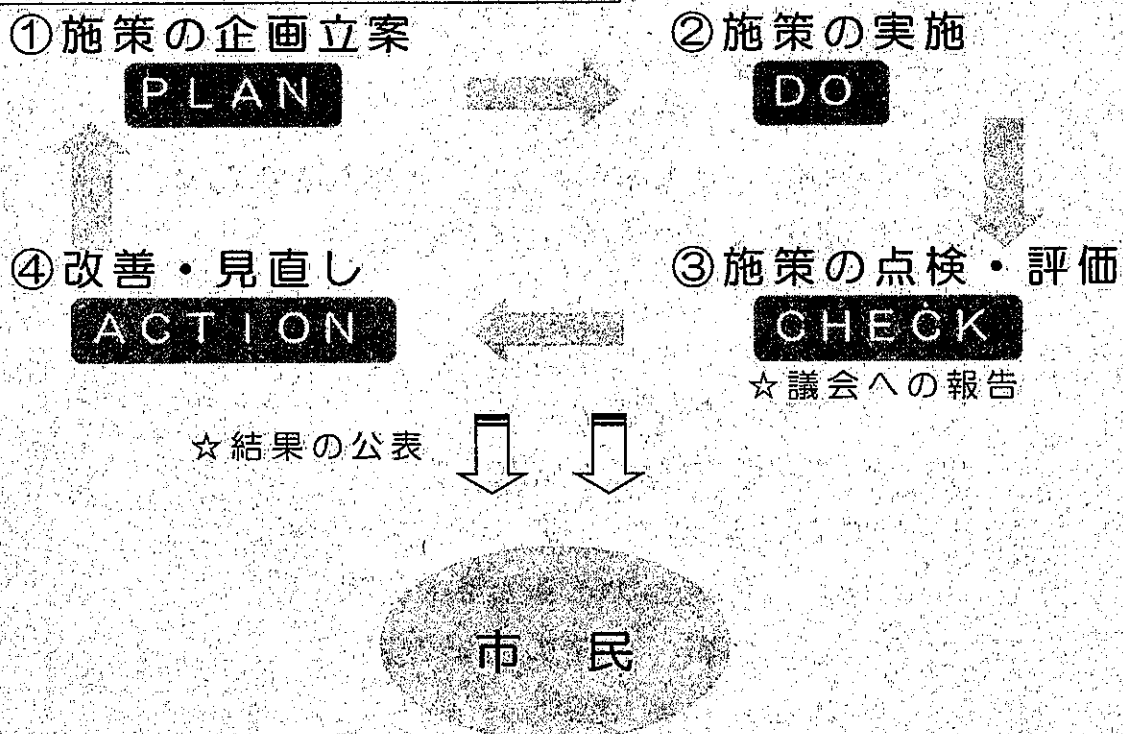 ①施策の企画立案
PLAN
②施策の実施
DO
④改善・見直し
ACTION
③施策の点検・評価
CHECK
☆議会への報告
☆結果の公表
市民